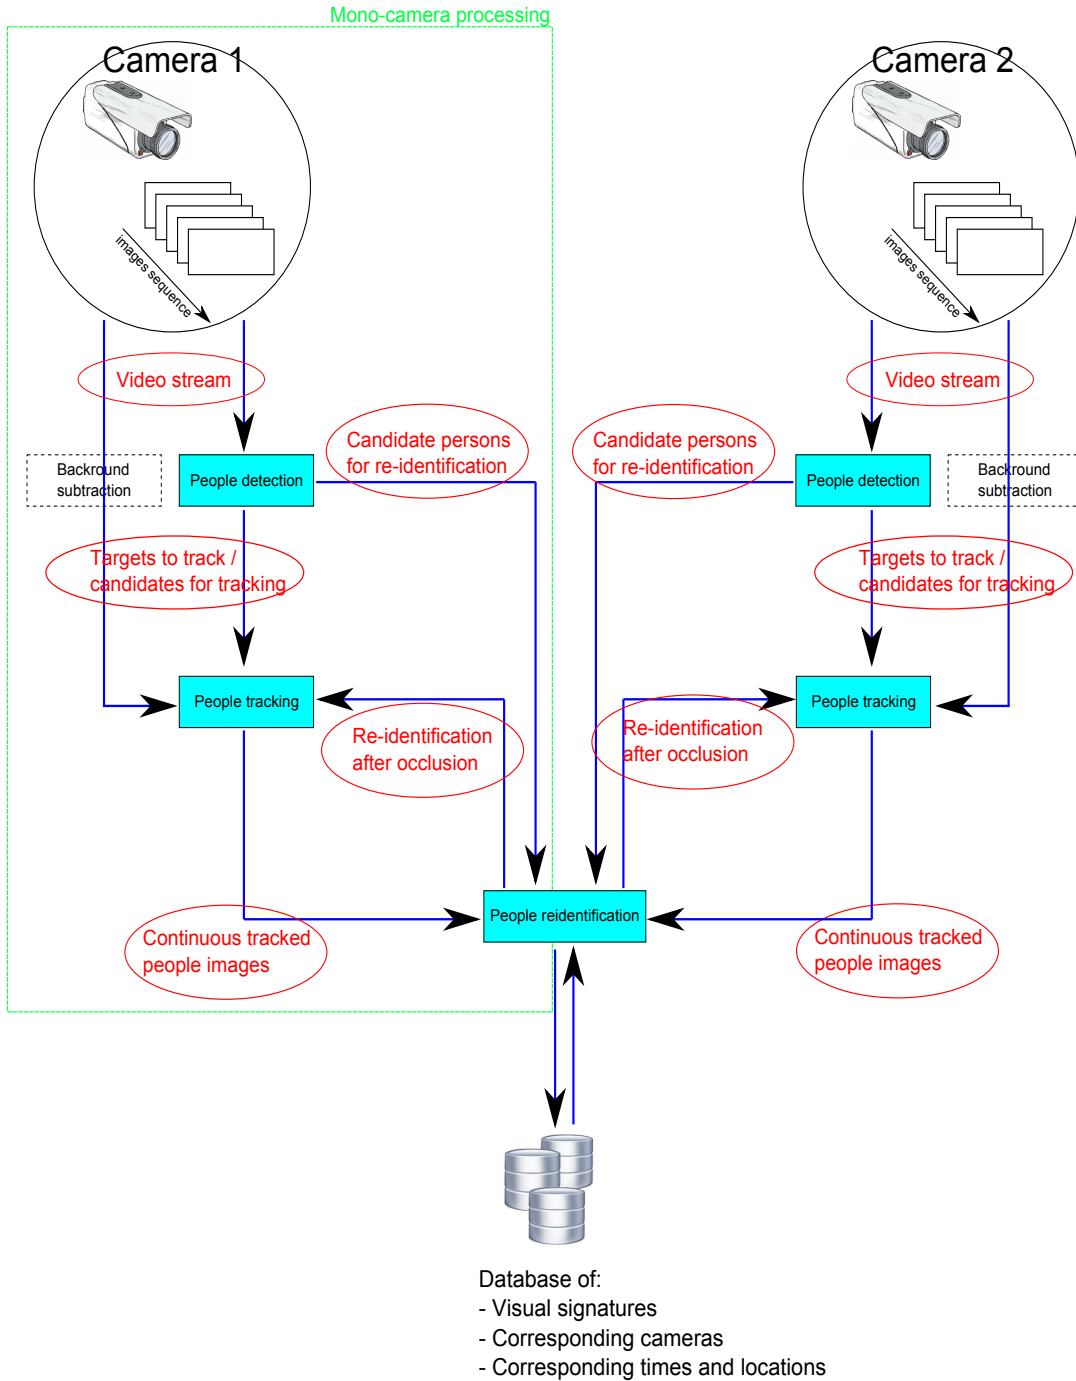 Mono-camera processing
Camera 1
Camera 2
images sequence
images sequence
Video stream
Video stream
Candidate persons
for re-identification
Candidate persons
for re-identification
Backround
subtraction
People detection
People detection
Backround
subtraction
Targets to track /
candidates for tracking
Targets to track /
candidates for tracking
People tracking
People tracking
Re-identification
after occlusion
Re-identification
after occlusion
People reidentification
Continuous tracked
people images
Continuous tracked
people images
Database of:
- Visual signatures
- Corresponding cameras
- Corresponding times and locations